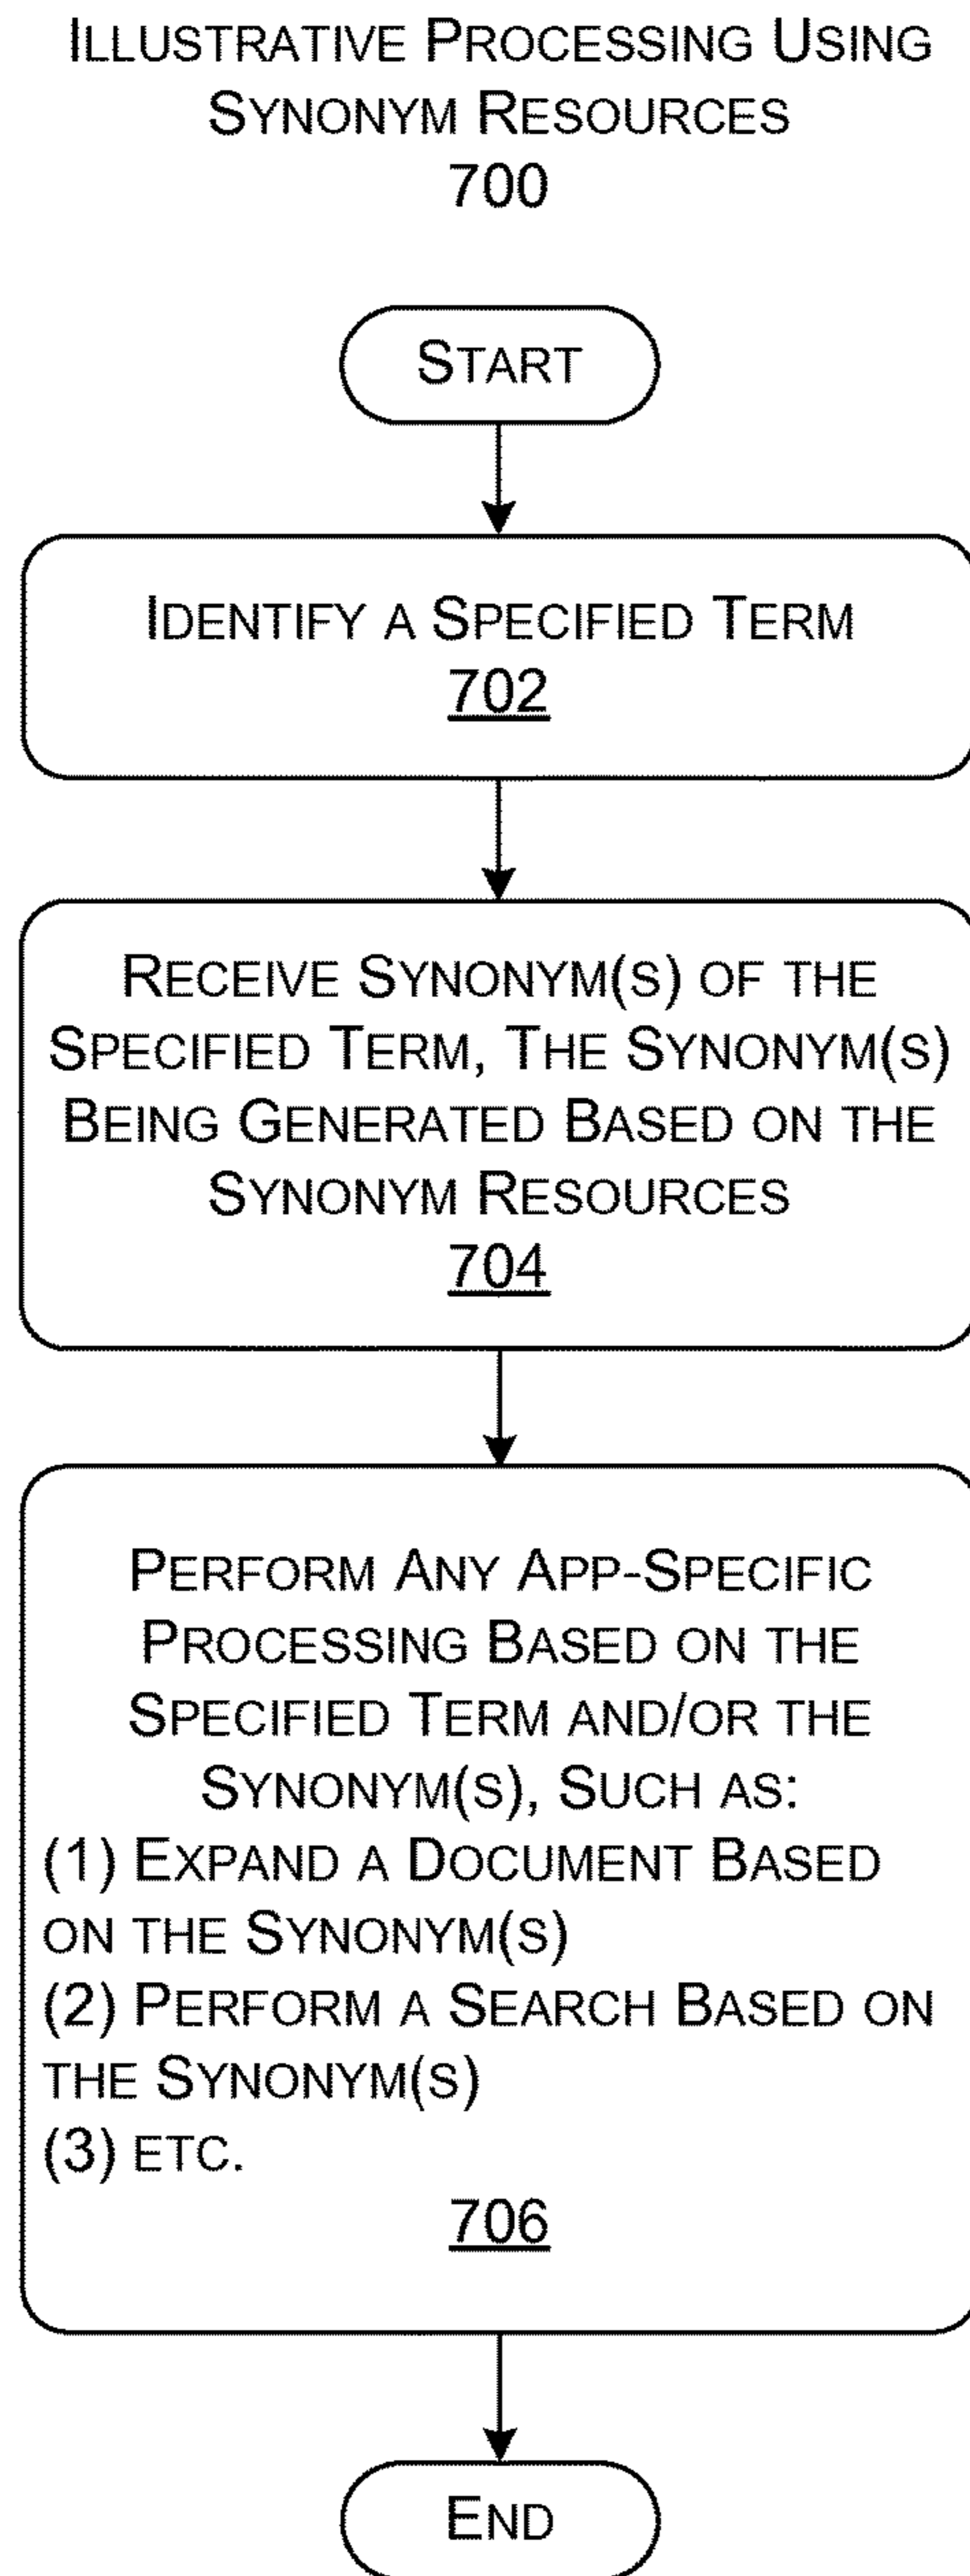 ILLUSTRATIVE PROCESSING USING
SYNONYM RESOURCES
700
START
IDENTIFY A SPECIFIED TERM
702
RECEIVE SYNONYM(S) OF THE
SPECIFIED TERM, THE SYNONYM(S)
BEING GENERATED BASED ON THE
SYNONYM RESOURCES
704
PERFORM ANY APP-SPECIFIC
PROCESSING BASED ON THE
SPECIFIED TERM AND/OR THE
SYNONYM(S), SUCH AS:
(1) EXPAND A DOCUMENT BASED
ON THE SYNONYM(S)
(2) PERFORM A SEARCH BASED ON
THE SYNONYM(S)
(3) ETC.
706
END